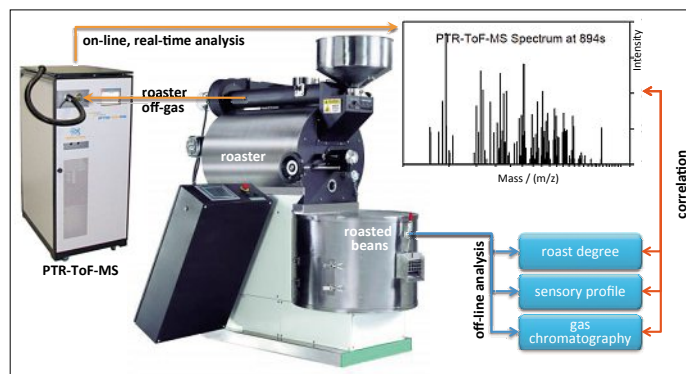 on-line, real-time analysis
PTR-ToF-MS Spectrum at 894s
Intensity
roaster
off-gas
roaster
Mass / (m/z)
correlation
roasted
beans
PTR-ToF-MS
off-line analysis
roast degree
sensory profile
gas
chromatography